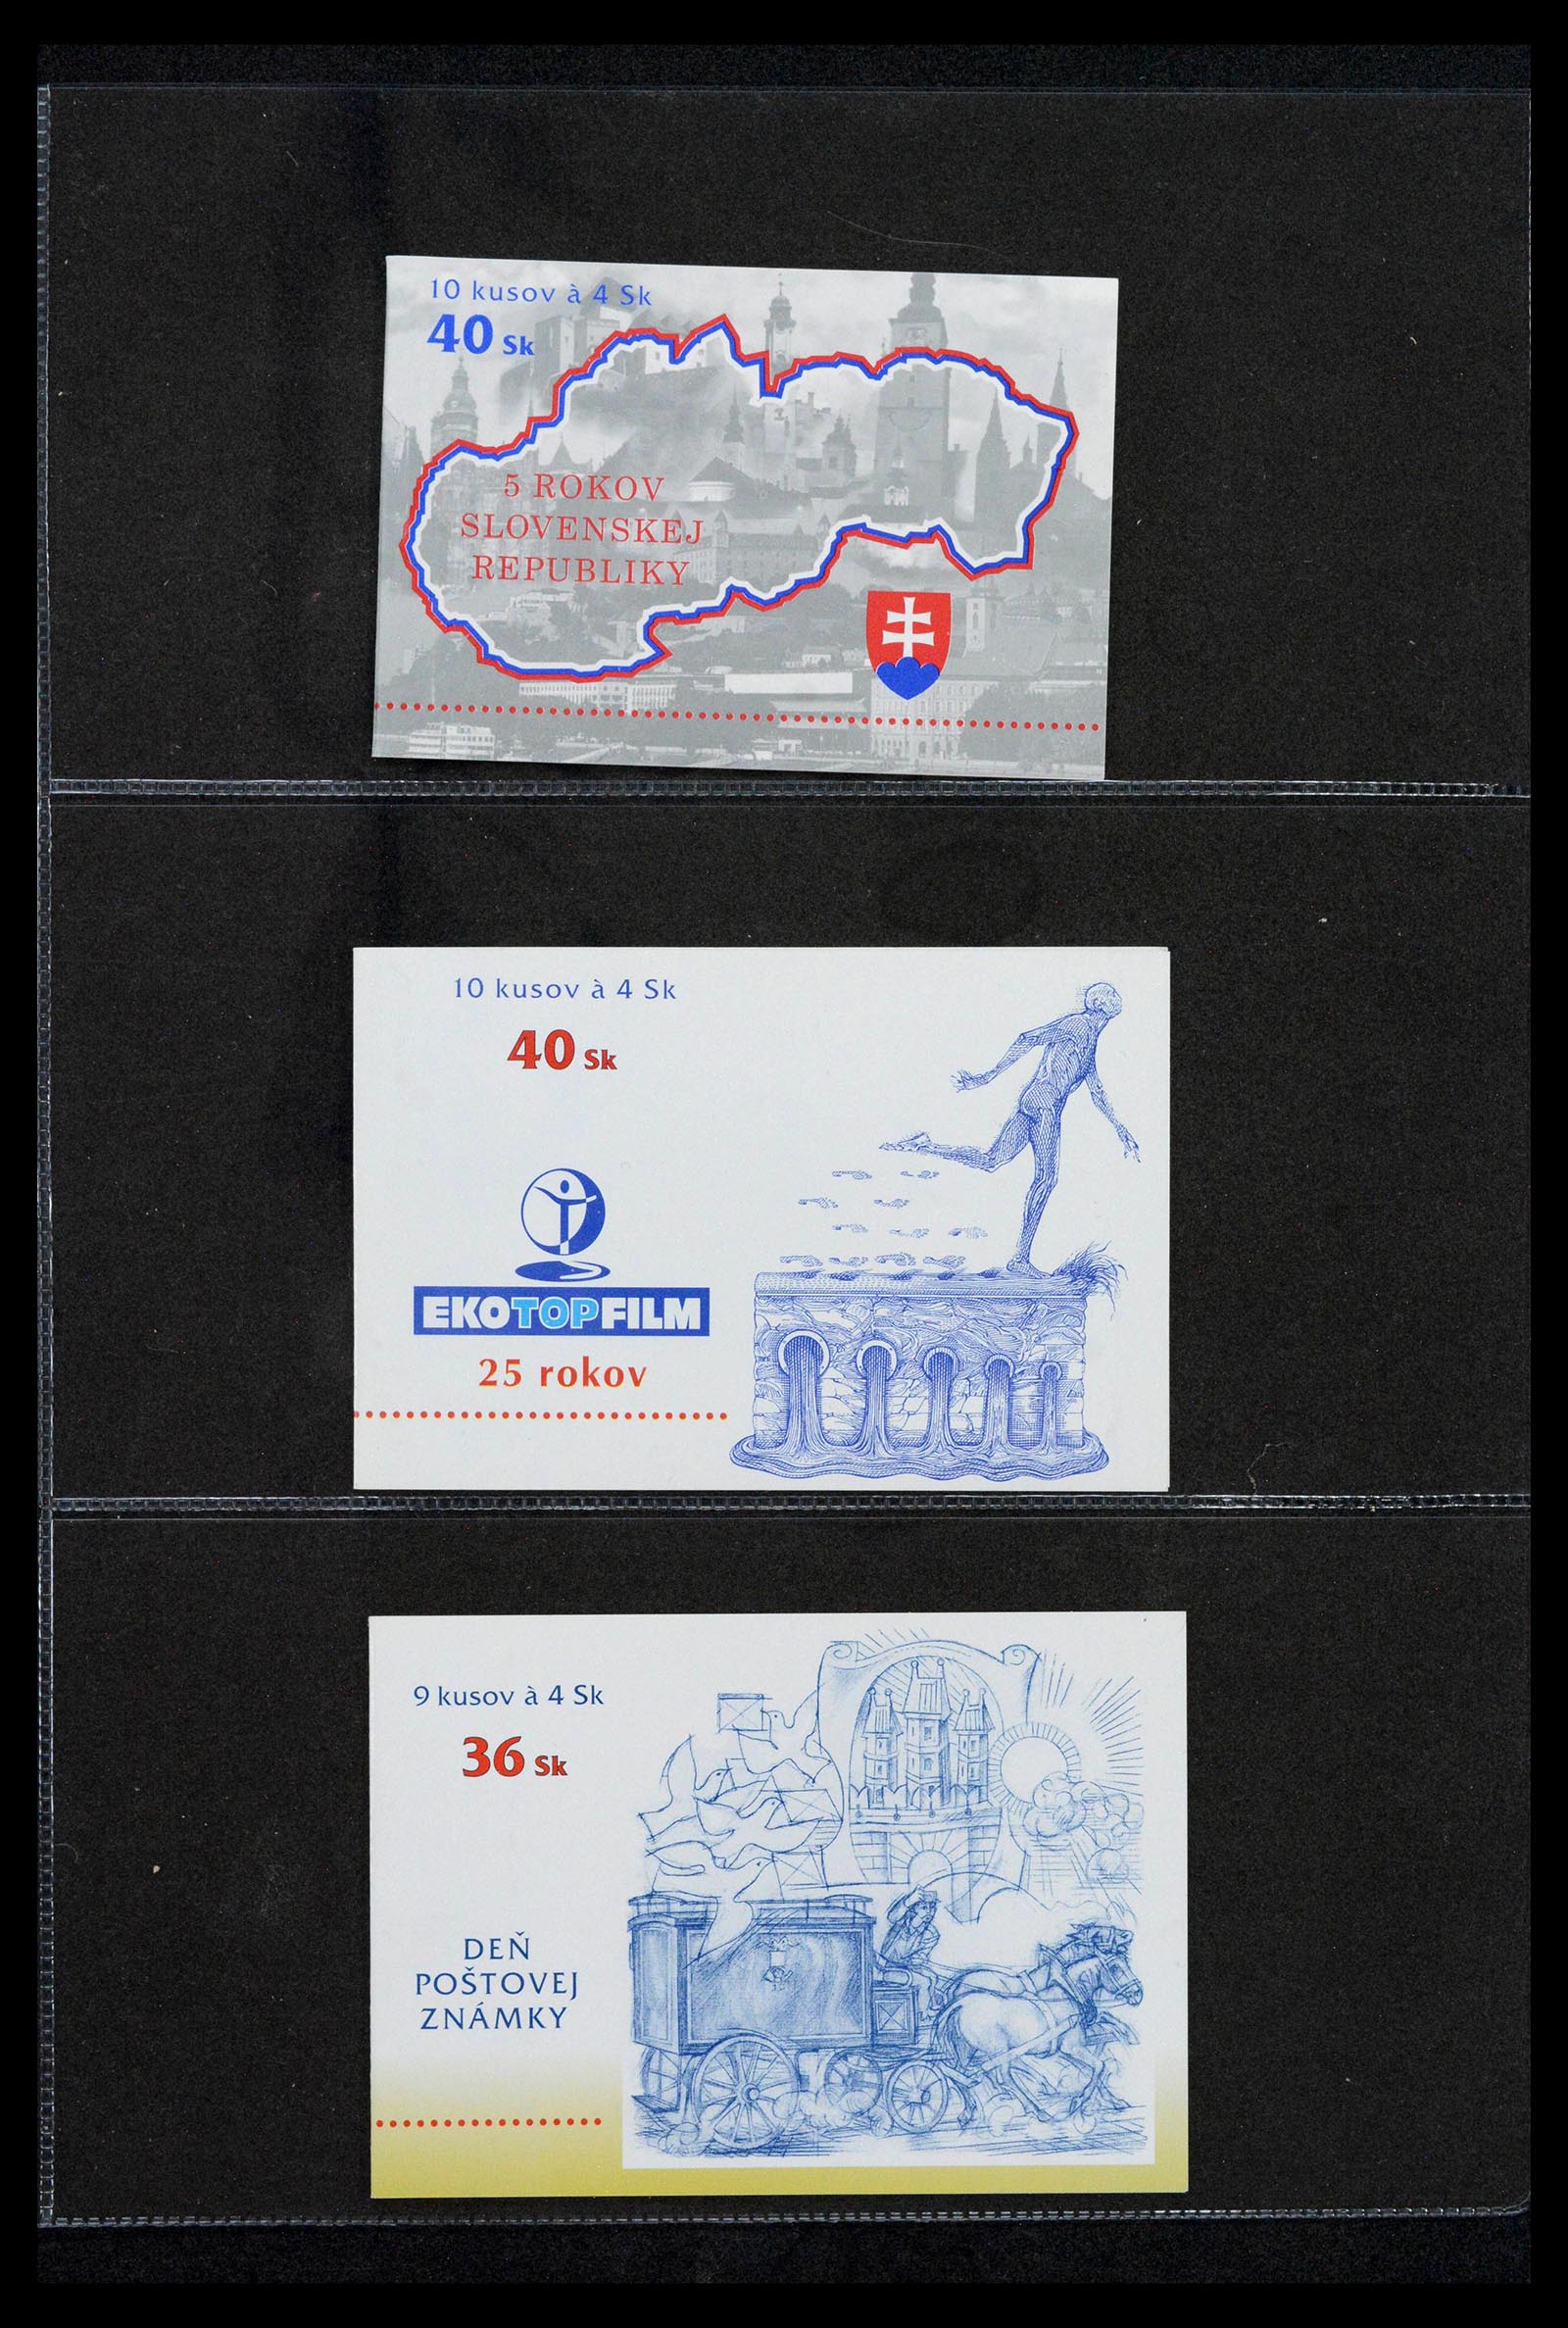 10 kusov à 4 Sk
40 Sk
5 ROKOV
SLOVENSKEJ
REPUBLIKY
10 kusov à 4 Sk
40 Sk
EKOTOPFILM
25 rokov
9 kusov à 4 Sk
36 Sk
DEŇ
POŠTOVEJ
ZNÁMKY